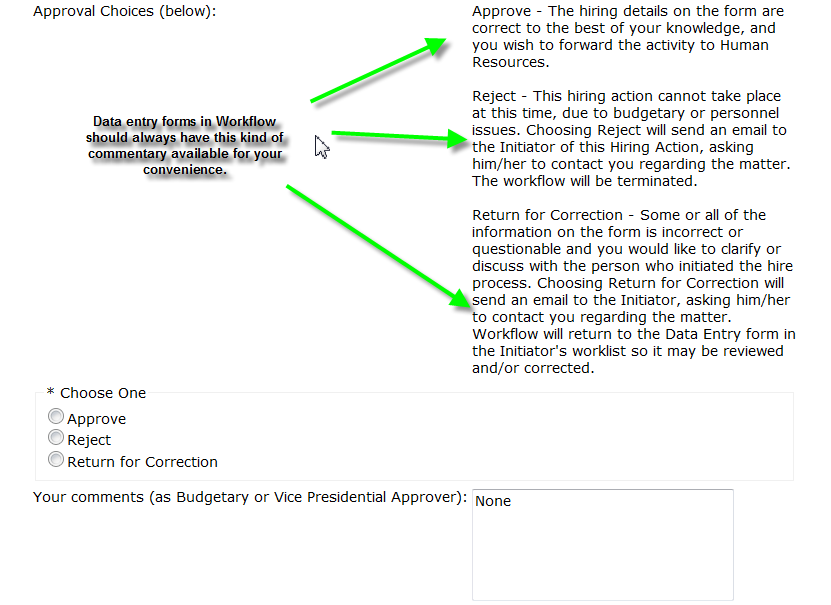 Approval Choices (below):
Approve - The hiring details on the form are
correct to the best of your knowledge, and
you wish to forward the activity to Human
Resources.
Reject - This hiring action cannot take place
at this time, due to budgetary or personnel
issues. Choosing Reject will send an email to
the Initiator of this Hiring Action, asking
him/her to contact you regarding the matter.
The workflow will be terminated.
Return for Correction - Some or all of the
information on the form is incorrect or
questionable and you would like to clarify or
discuss with the person who initiated the hire
process. Choosing Return for Correction will
send an email to the Initiator, asking him/her
to contact you regarding the matter.
Workflow will return to the Data Entry form in
the Initiator's worklist so it may be reviewed
and/or corrected.
Data entry forms in Workflow
should always have this kind of
commentary available for your
convenience.
* Choose One
Approve
Reject
Return for Correction
Your comments (as Budgetary or Vice Presidential Approver):
None